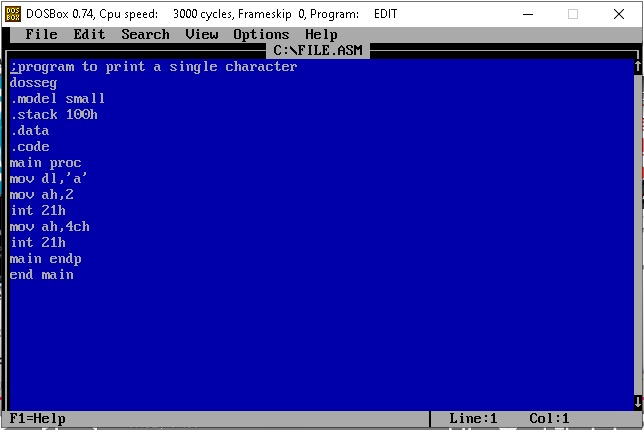 DOSBox 0.74, Cpu speed: 3000 cycles, Frameskip 0, Program: EDIT
File Edit Search View Options Help
C:\FILE.ASM
;program to print a single character
dosseg
.model small
.stack 100h
.data
.code
main proc
mov dl,'a'
mov ah,2
int 21h
mov ah,4ch
int 21h
main endp
end main
F1=Help Line:1 Col:1